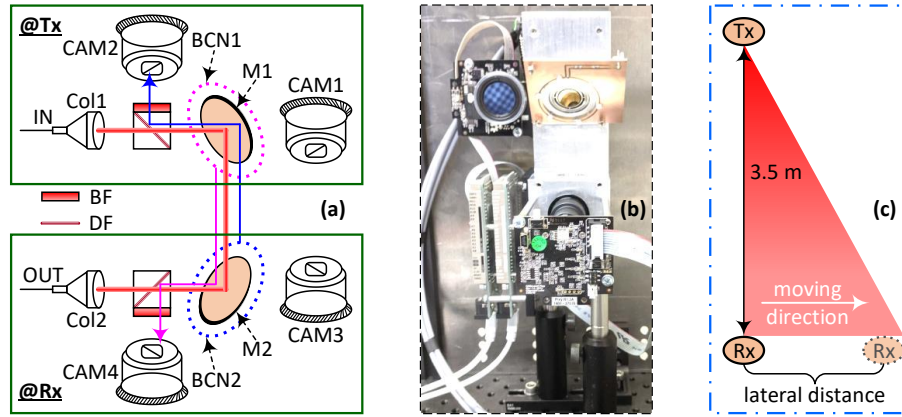 @Tx
CAM2
BCN1
M1
CAM1
Col1
IN
BF
DF
(a)
OUT
Col2
CAM3
M2
CAM4
BCN2
@Rx
(b)
Tx
3.5 m
(c)
moving
direction
Rx
Rx
lateral distance